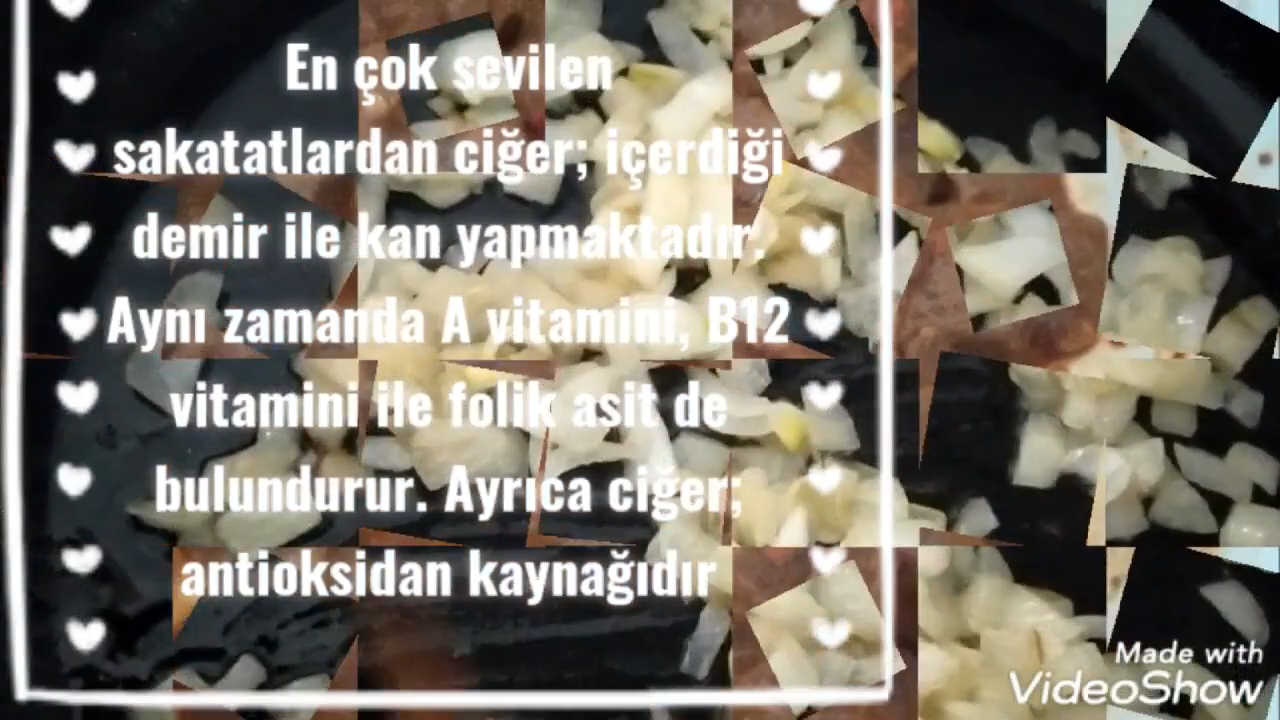 En çok sevilen
sakatatlardan ciğer; içerdiği
demir ile kan yapmaktadır.
Aynı zamanda A vitamini, B12
vitamini ile folik asit de
bulundurur. Ayrıca ciğer;
antioksidan kaynağıdır
Made with
VideoShow